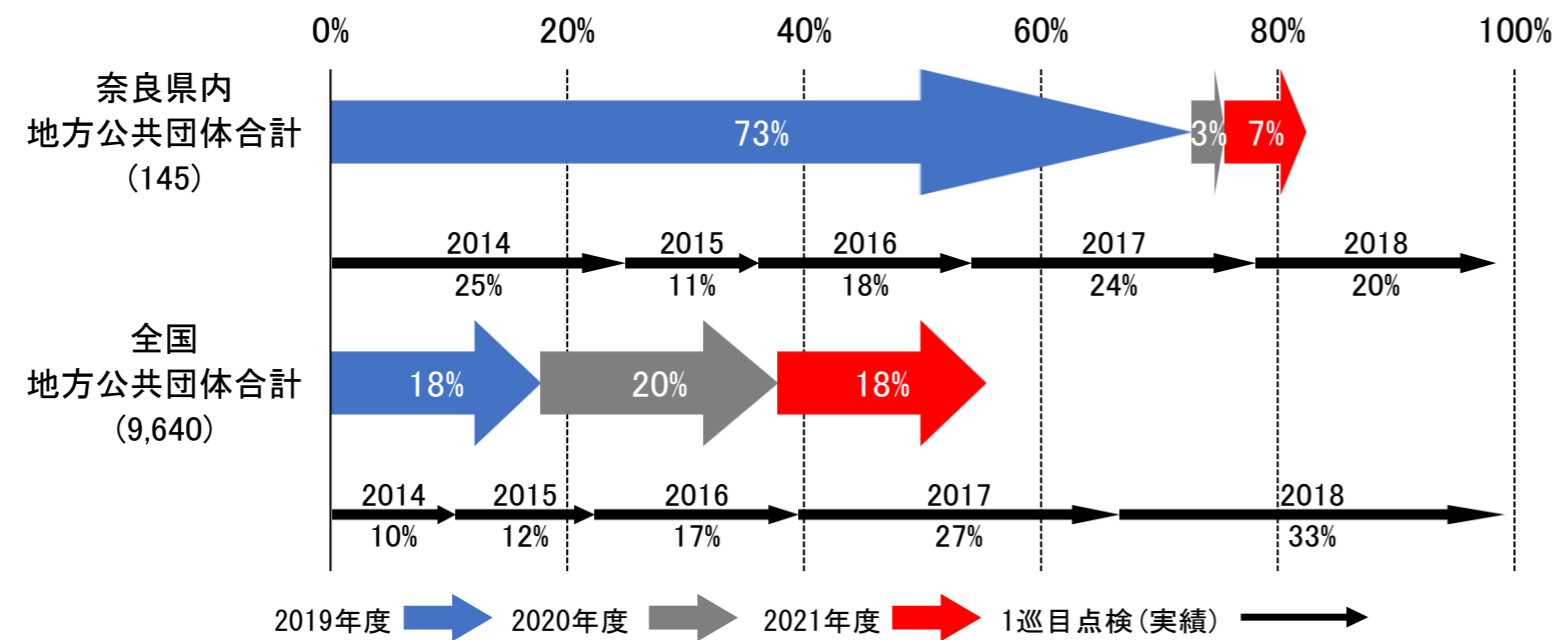 0% 20% 40% 60% 80% 100%
奈良県内
地方公共団体合計
(145)
73% 3% 7%
2014 2015 2016 2017 2018
25% 11% 18% 24% 20%
全国
地方公共団体合計
(9,640)
18% 20% 18%
2014 2015 2016 2017 2018
10% 12% 17% 27% 33%
2019年度 2020年度 2021年度 1巡目点検(実績)